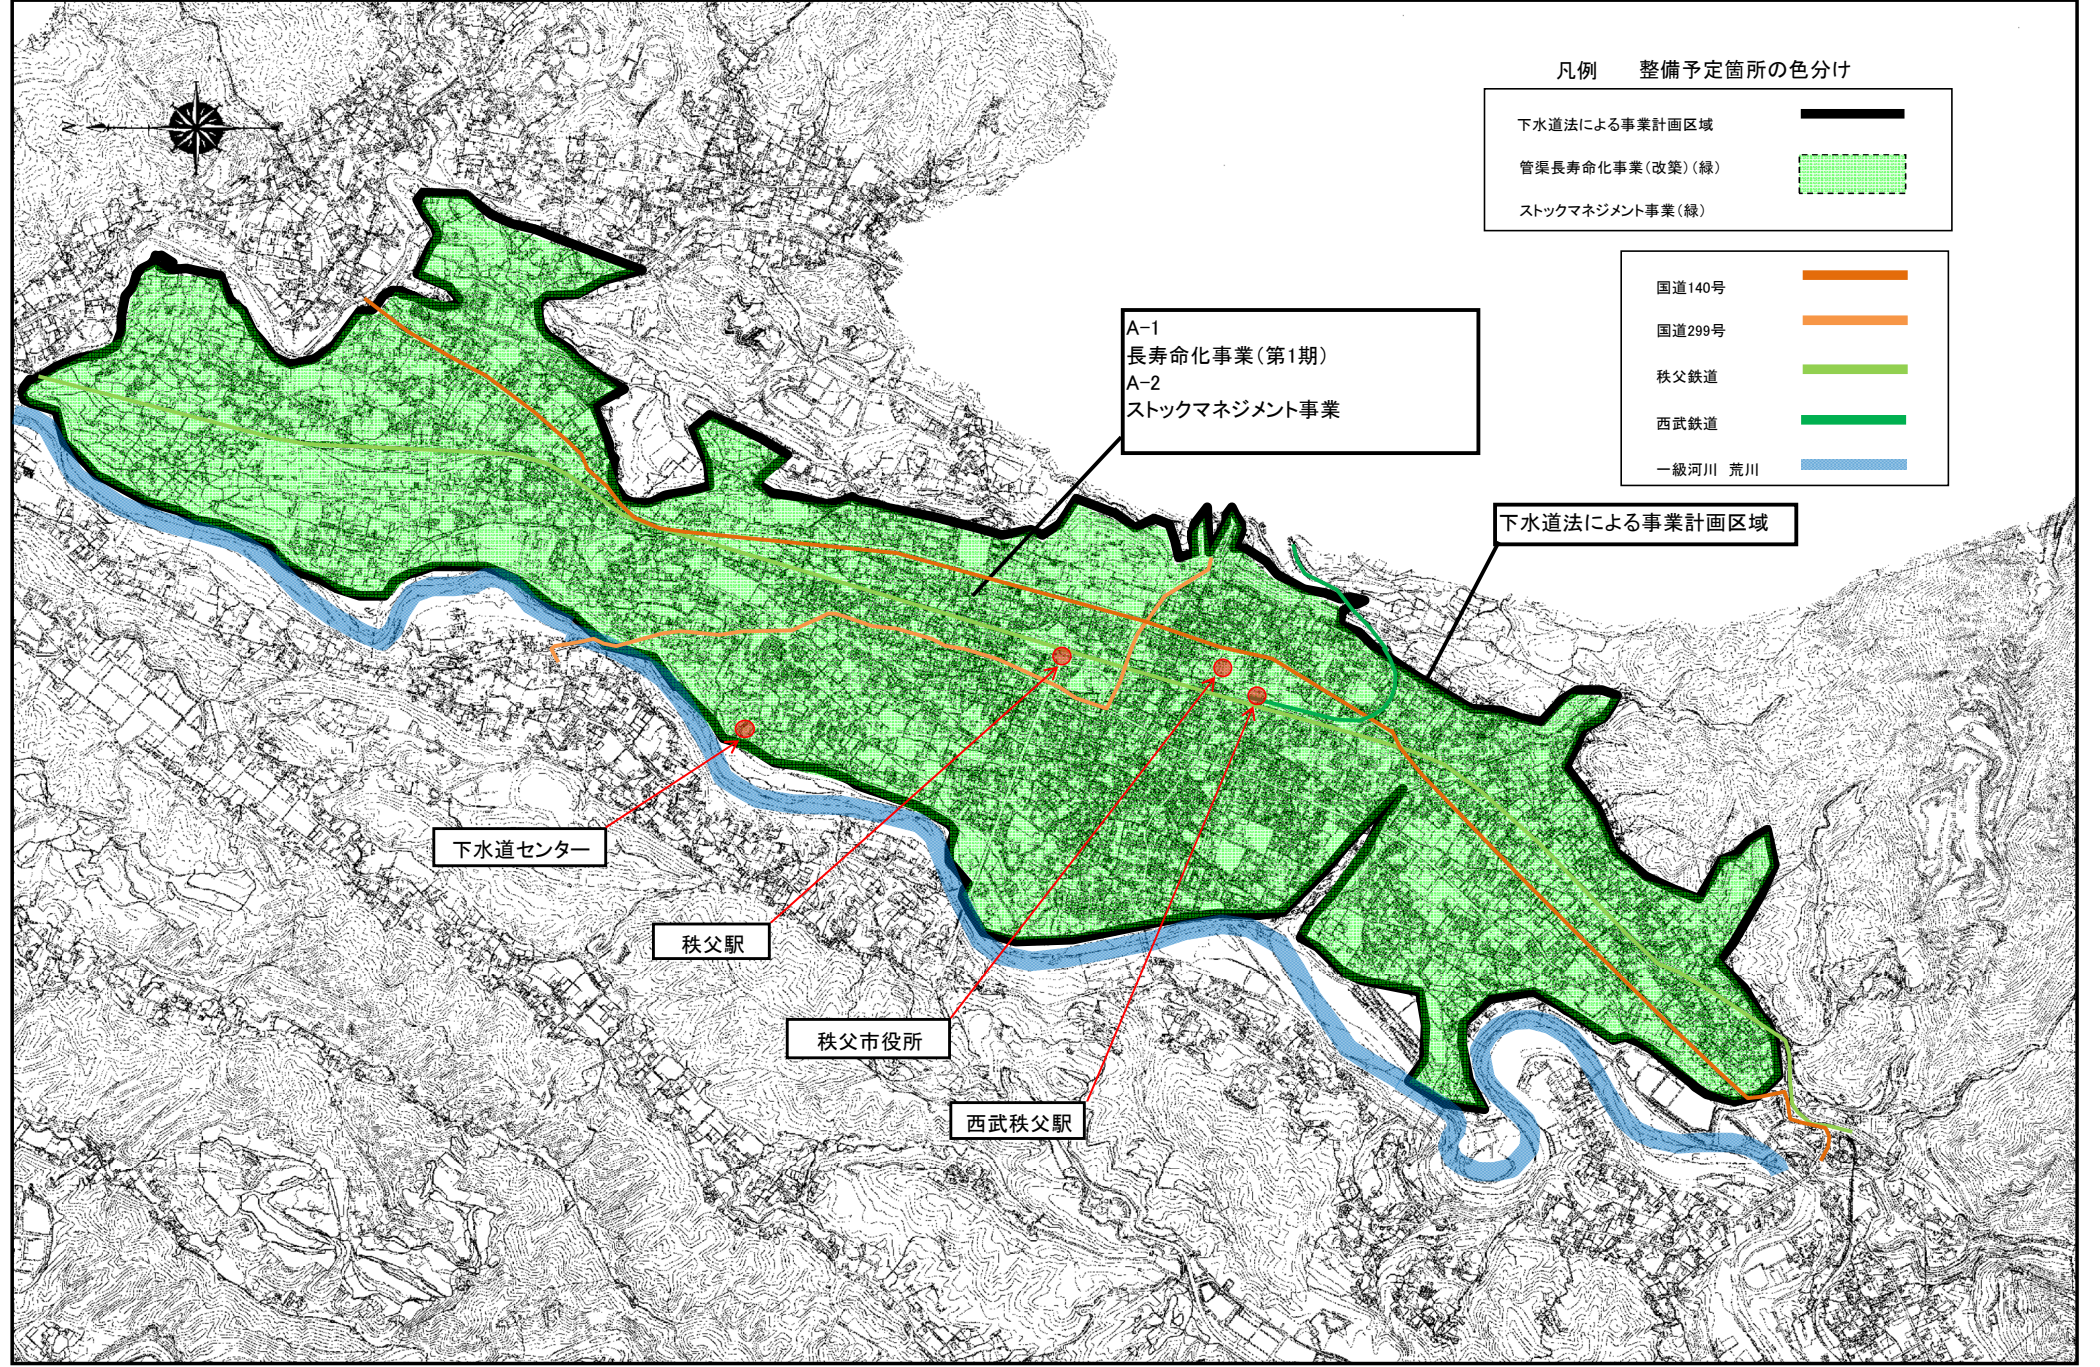 凡例　整備予定箇所の色分け
下水道法による事業計画区域
管渠長寿命化事業(改築)(緑)
ストックマネジメント事業(緑)
国道140号
国道299号
秩父鉄道
西武鉄道
一級河川　荒川
N
A-1
長寿命化事業(第1期)
A-2
ストックマネジメント事業
下水道法による事業計画区域
下水道センター
秩父駅
秩父市役所
西武秩父駅